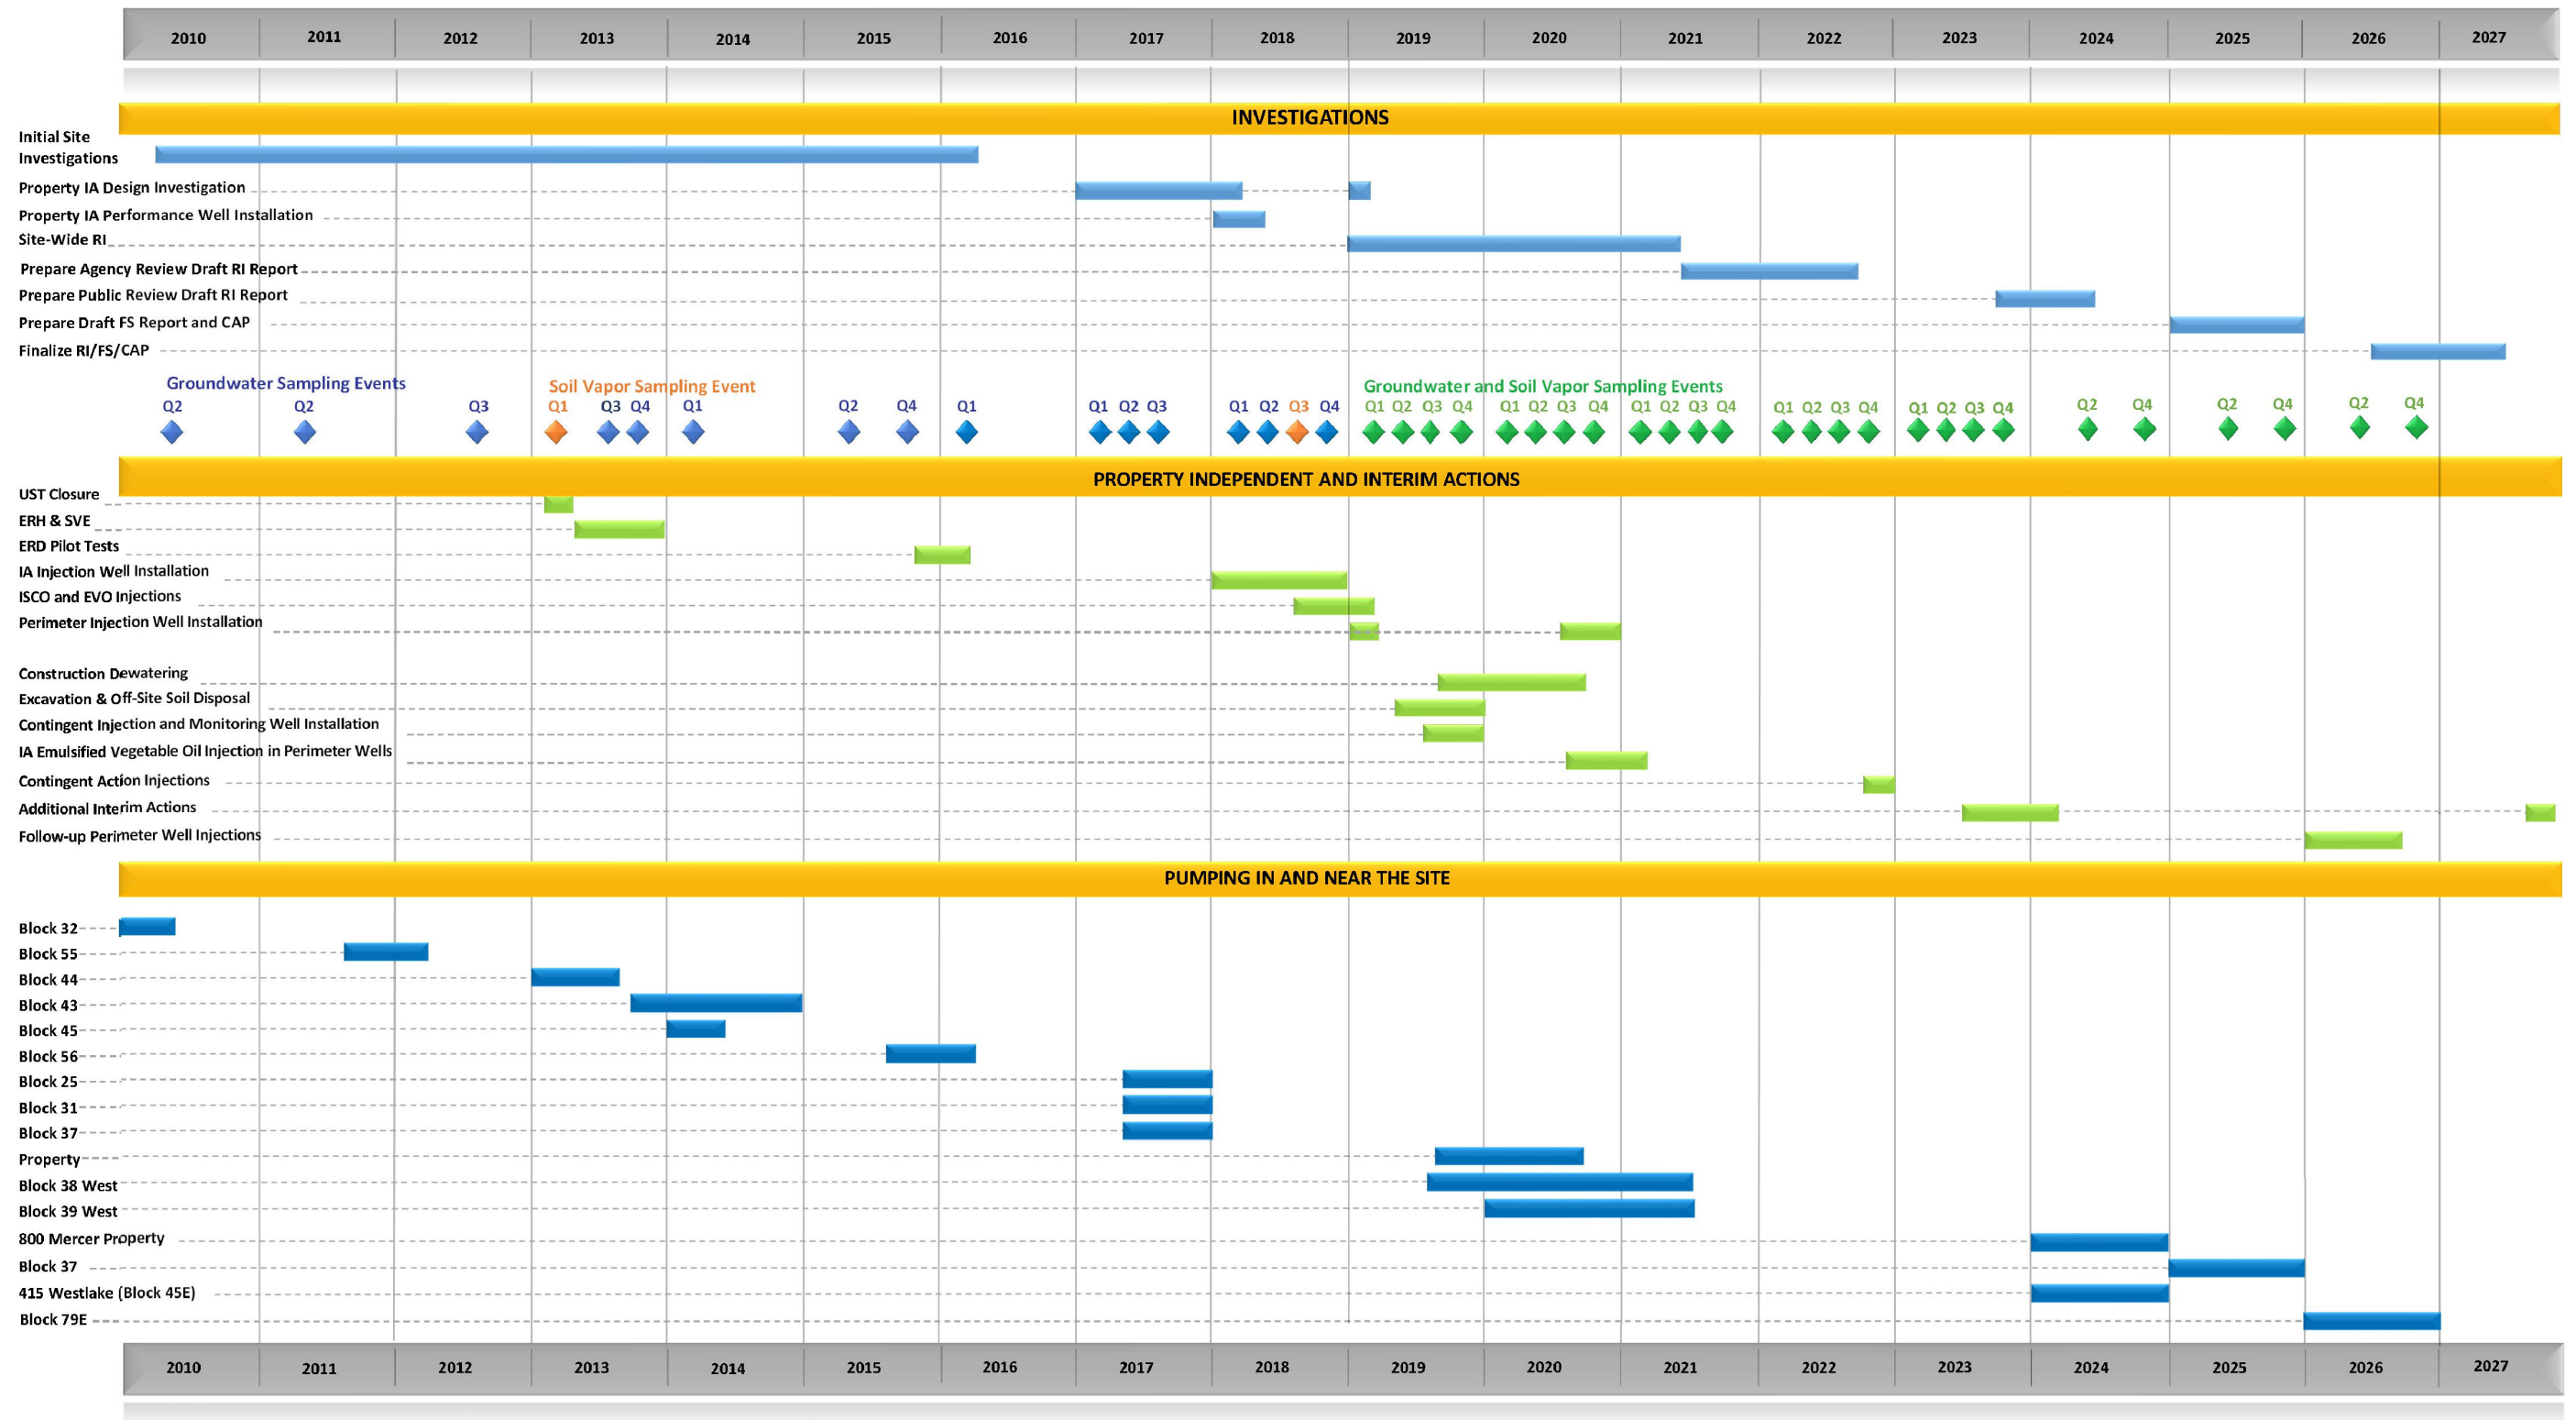 2010 2011 2012 2013 2014 2015 2016 2017 2018 2019 2020 2021 2022 2023 2024 2025 2026 2027
INVESTIGATIONS
Initial Site
Investigations
Property IA Design Investigation
Property IA Performance Well Installation
Site-Wide RI
Prepare Agency Review Draft RI Report
Prepare Public Review Draft RI Report
Prepare Draft FS Report and CAP
Finalize RI/FS/CAP
Groundwater Sampling Events Soil Vapor Sampling Event Groundwater and Soil Vapor Sampling Events
Q2 Q2 Q3 Q1 Q3 Q4 Q1 Q2 Q4 Q1 Q1 Q2 Q3 Q1 Q2 Q3 Q4 Q1 Q2 Q3 Q4 Q1 Q2 Q3 Q4 Q1 Q2 Q3 Q4 Q1 Q2 Q3 Q4 Q1 Q2 Q3 Q4 Q2 Q4 Q2 Q4 Q2 Q4
PROPERTY INDEPENDENT AND INTERIM ACTIONS
UST Closure
ERH & SVE
ERD Pilot Tests
IA Injection Well Installation
ISCO and EVO Injections
Perimeter Injection Well Installation
Construction Dewatering
Excavation & Off-Site Soil Disposal
Contingent Injection and Monitoring Well Installation
IA Emulsified Vegetable Oil Injection in Perimeter Wells
Contingent Action Injections
Additional Interim Actions
Follow-up Perimeter Well Injections
PUMPING IN AND NEAR THE SITE
Block 32
Block 55
Block 44
Block 43
Block 45
Block 56
Block 25
Block 31
Block 37
Property
Block 38 West
Block 39 West
800 Mercer Property
Block 37
415 Westlake (Block 45E)
Block 79E
2010 2011 2012 2013 2014 2015 2016 2017 2018 2019 2020 2021 2022 2023 2024 2025 2026 2027